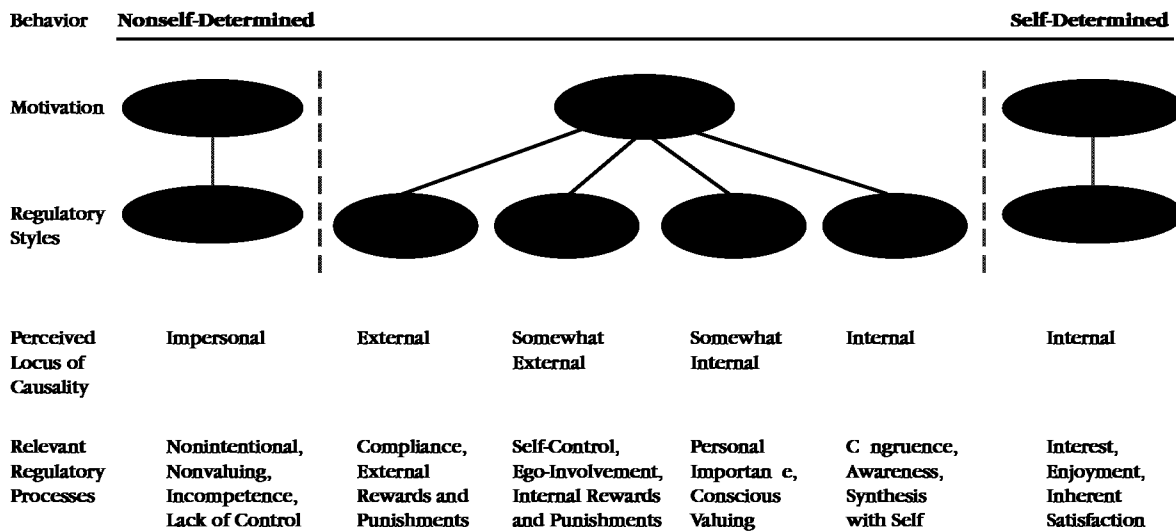 Behavior Nonself-Determined Self-Determined
Motivation
Regulatory
Styles
Perceived
Locus of
Causality
Impersonal
External
Somewhat
External
Somewhat
Internal
Internal
Internal
Relevant
Regulatory
Processes
Nonintentional,
Nonvaluing,
Incompetence,
Lack of Control
Compliance,
External
Rewards and
Punishments
Self-Control,
Ego-Involvement,
Internal Rewards
and Punishments
Personal
Importan e,
Conscious
Valuing
C ngruence,
Awareness,
Synthesis
with Self
Interest,
Enjoyment,
Inherent
Satisfaction